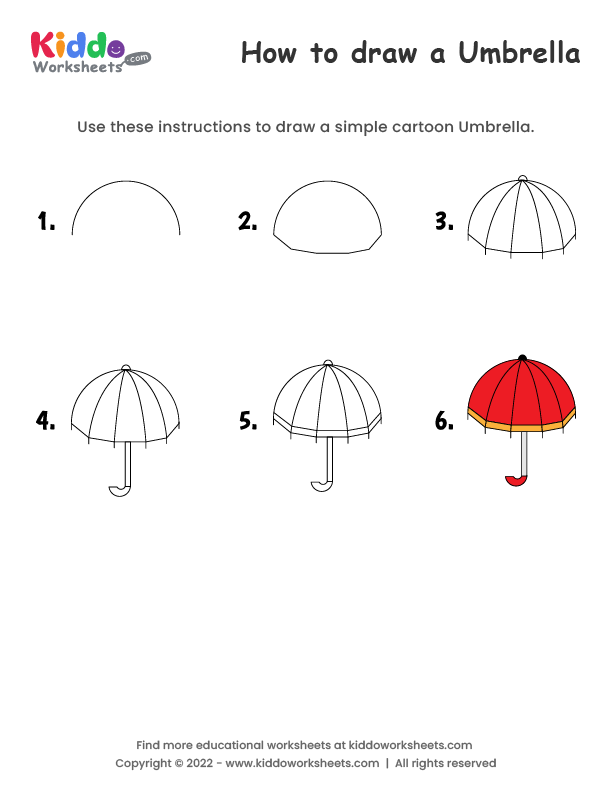 Kiddo
Worksheets.com
How to draw a Umbrella
Use these instructions to draw a simple cartoon Umbrella.
1.
2.
3.
4.
5.
6.
Find more educational worksheets at kiddoworksheets.com
Copyright © 2022 - www.kiddoworksheets.com | All rights reserved